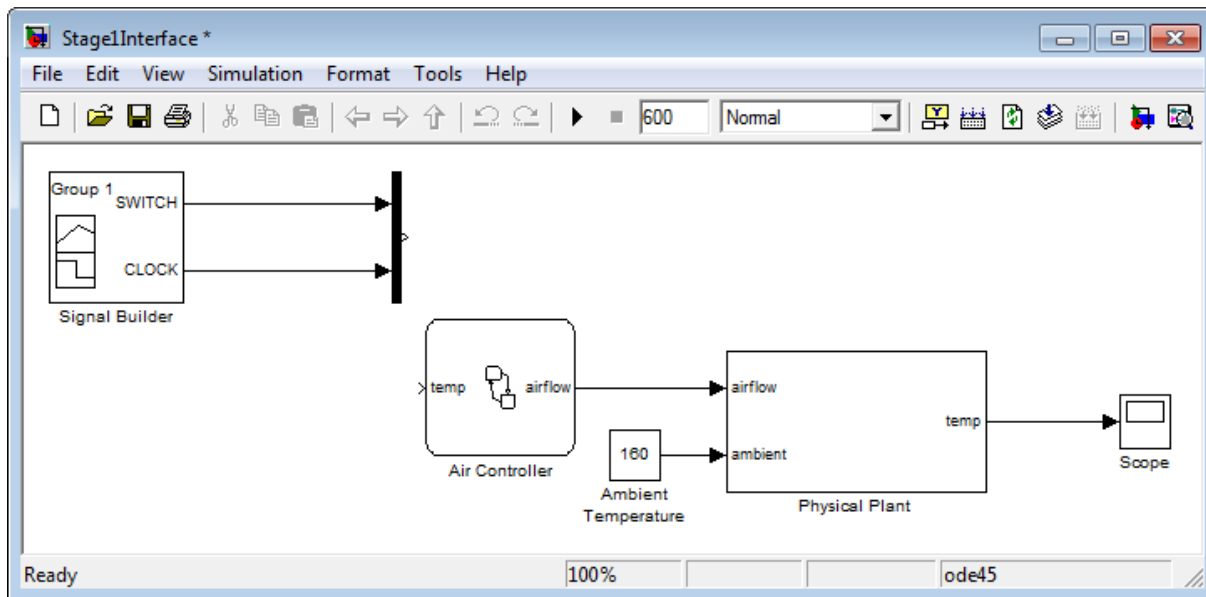 Stage1Interface *
File Edit View Simulation Format Tools Help
600 Normal
Group 1
SWITCH
CLOCK
Signal Builder
temp airflow
Air Controller
160
Ambient
Temperature
airflow
ambient
temp
Physical Plant
Scope
Ready 100% ode45